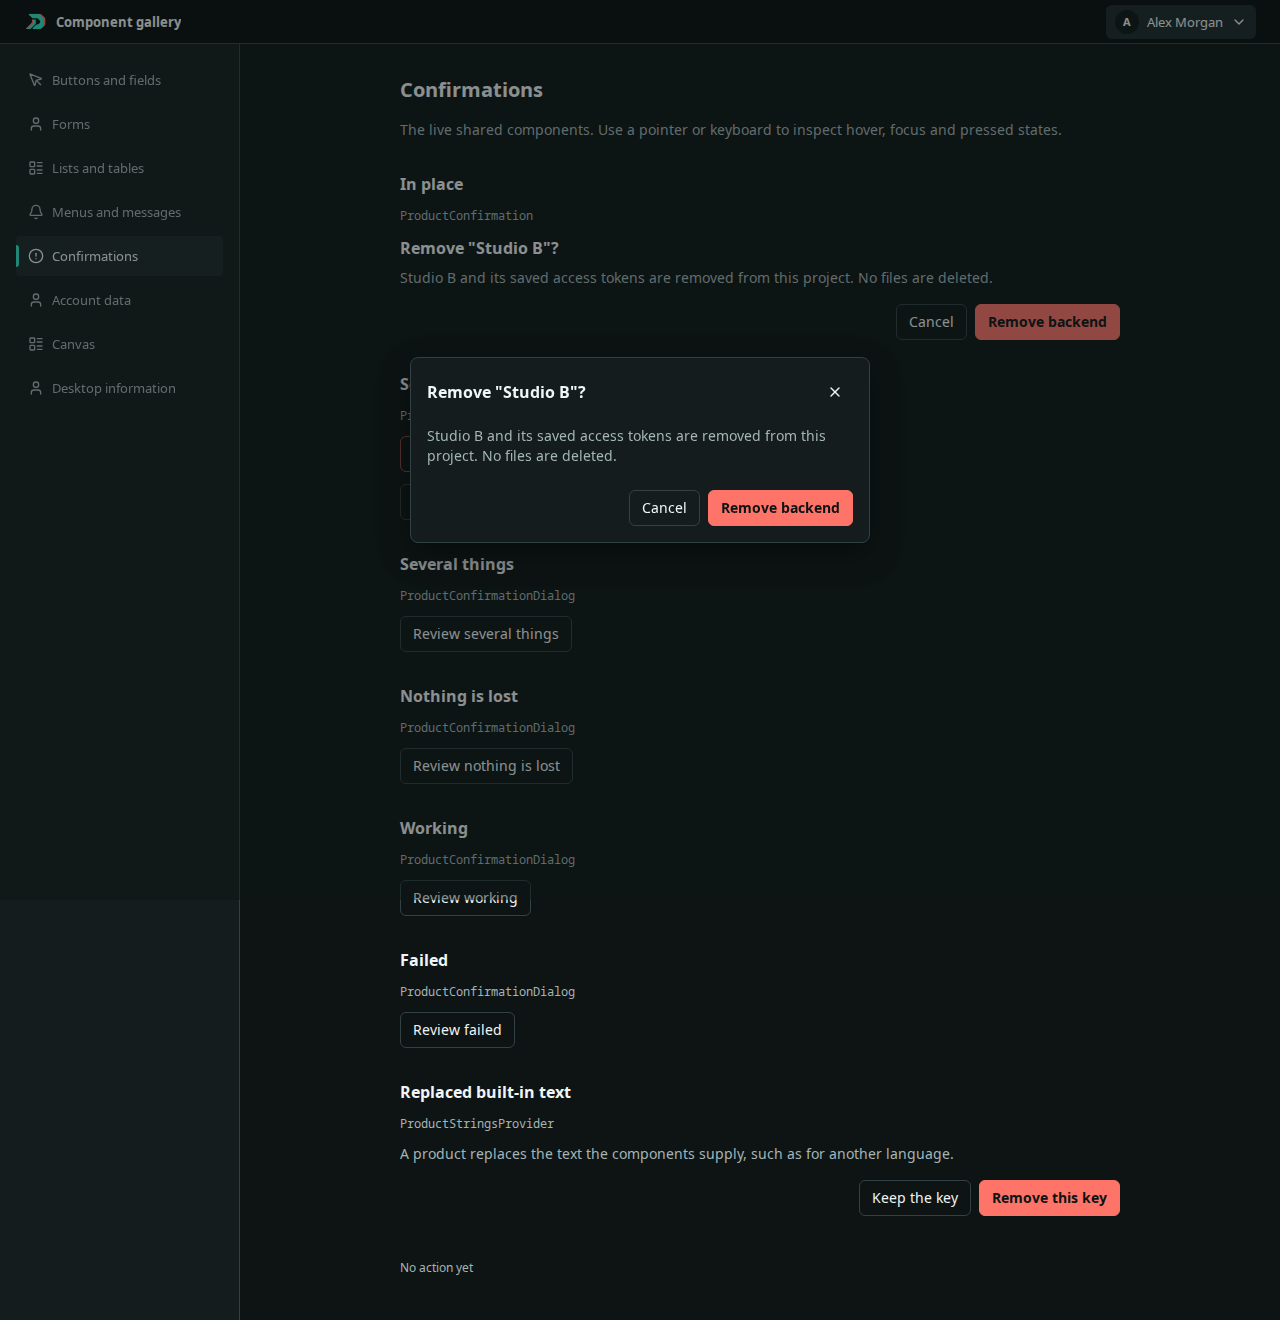 Component gallery
A Alex Morgan
Buttons and fields
Forms
Lists and tables
Menus and messages
Confirmations
Account data
Canvas
Desktop information
Confirmations
The live shared components. Use a pointer or keyboard to inspect hover, focus and pressed states.
In place
ProductConfirmation
Remove "Studio B"?
Studio B and its saved access tokens are removed from this project. No files are deleted.
Cancel Remove backend
Remove "Studio B"?
Studio B and its saved access tokens are removed from this
project. No files are deleted.
Cancel Remove backend
Several things
ProductConfirmationDialog
Review several things
Nothing is lost
ProductConfirmationDialog
Review nothing is lost
Working
ProductConfirmationDialog
Review working
Failed
ProductConfirmationDialog
Review failed
Replaced built-in text
ProductStringsProvider
A product replaces the text the components supply, such as for another language.
Keep the key Remove this key
No action yet